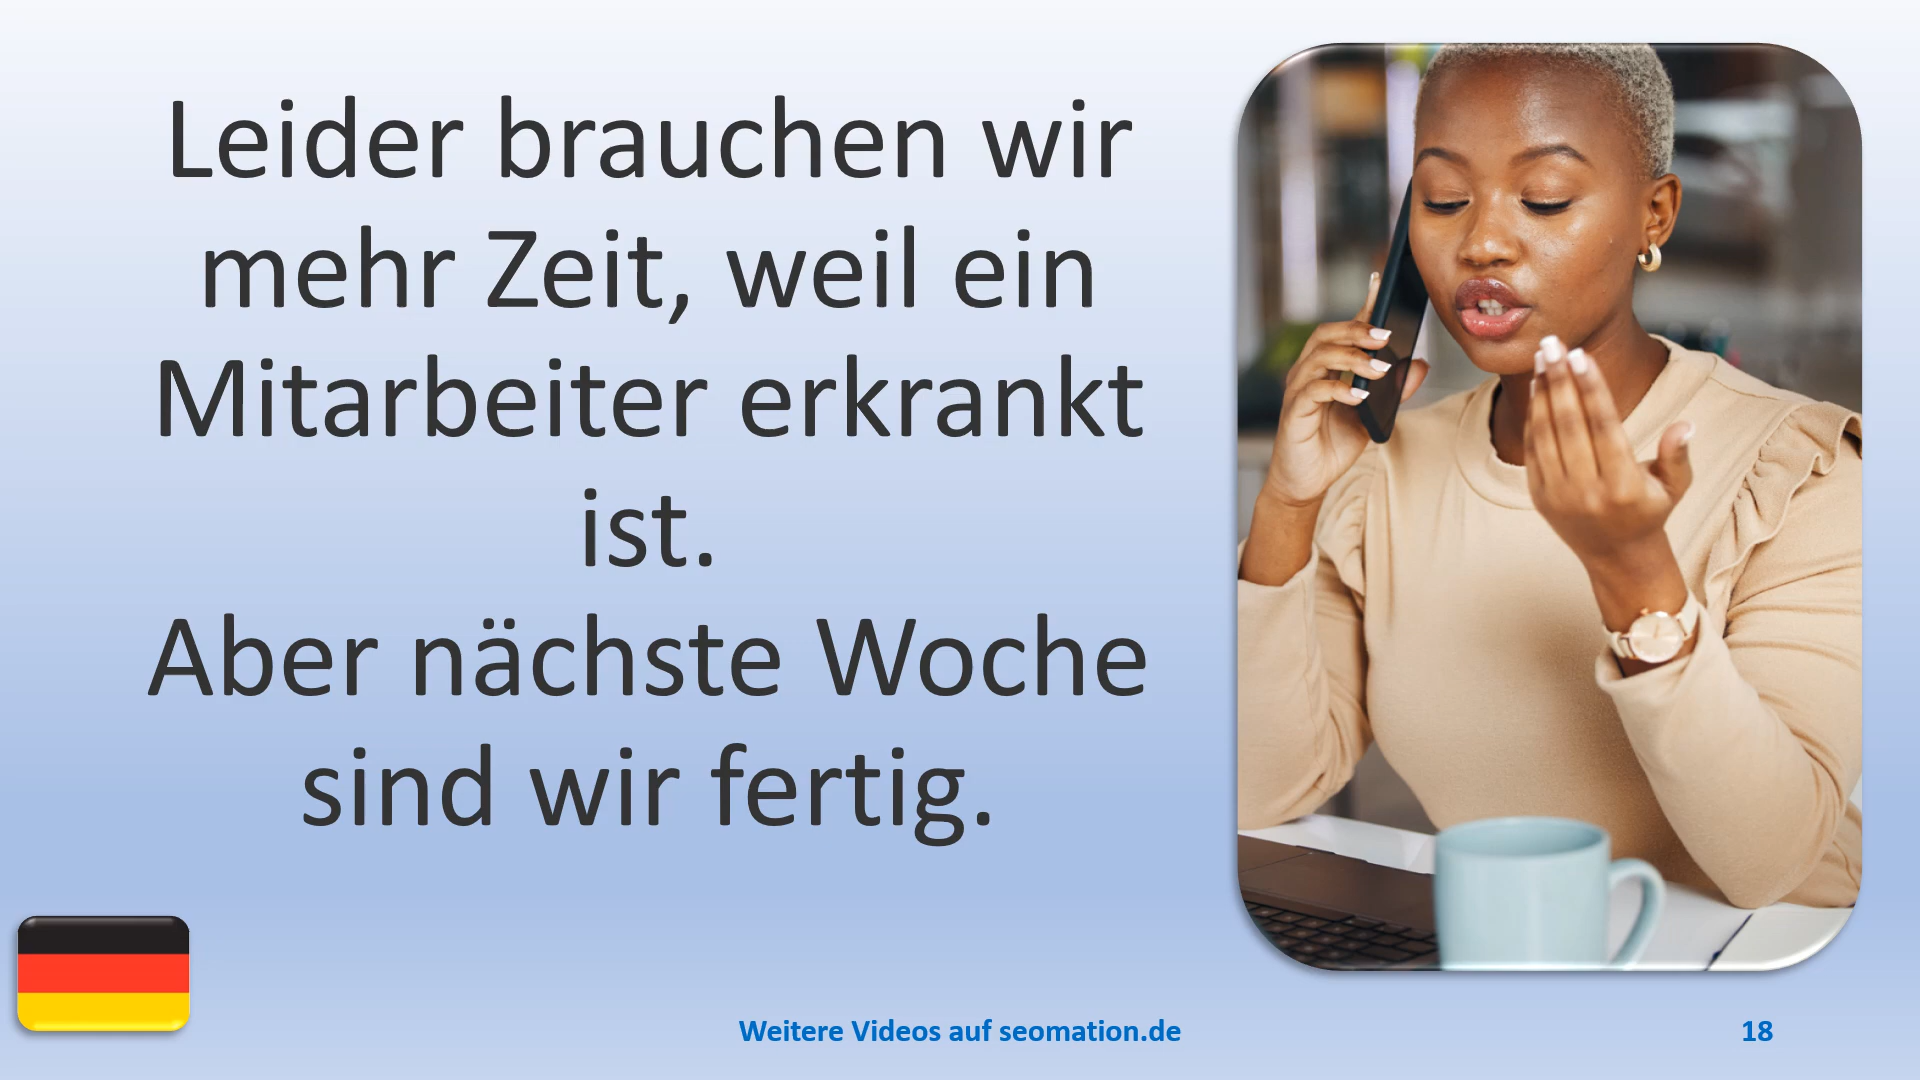 Leider brauchen wir
mehr Zeit, weil ein
Mitarbeiter erkrankt
ist.
Aber nächste Woche
sind wir fertig.
Weitere Videos auf seomation.de
18